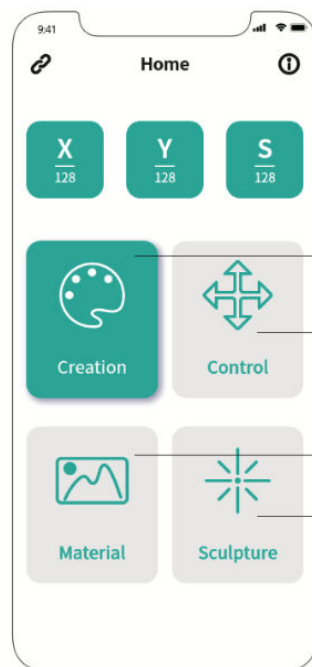 9:41
Home
X Y S
128 128 128
Creation Control
Material Sculpture